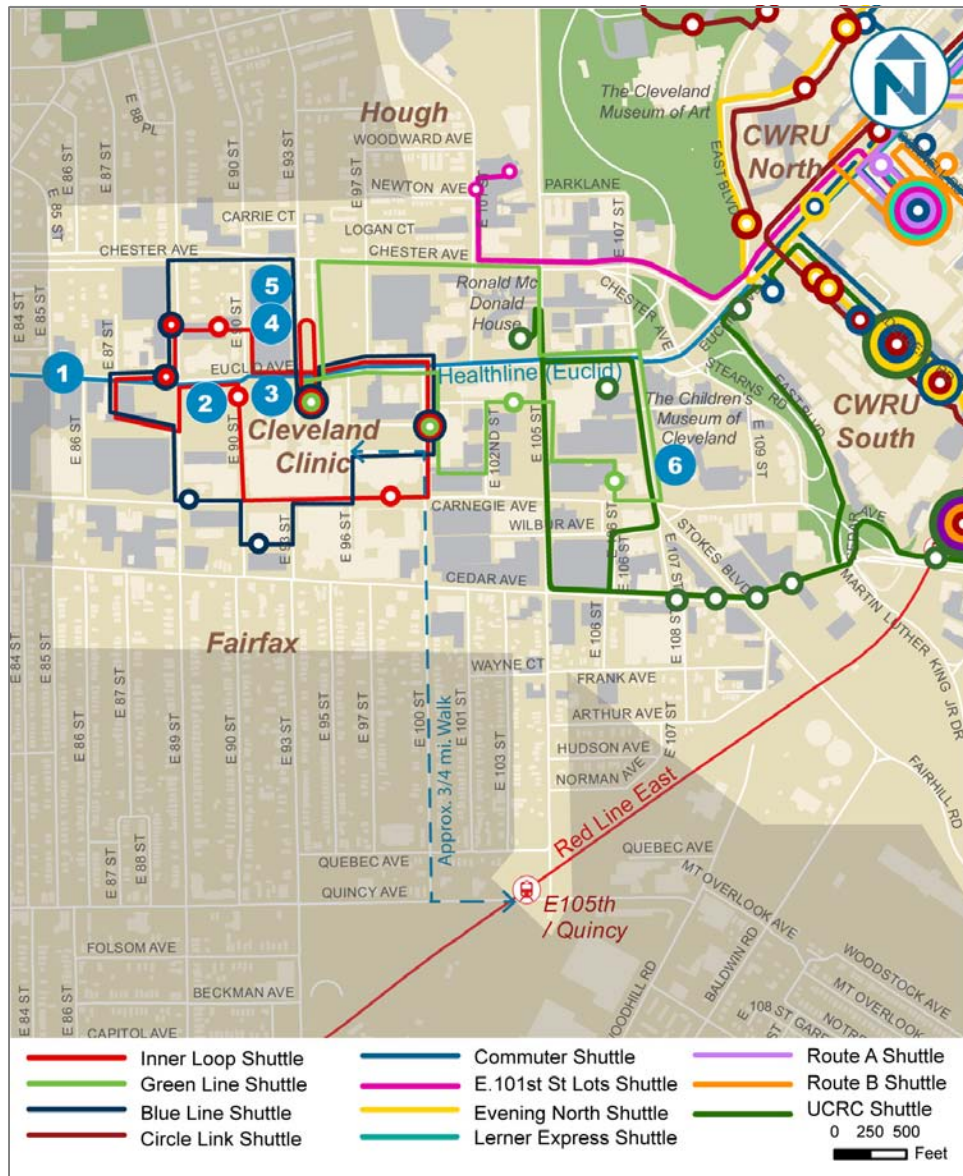 The Cleveland
Museum of Art
Hough
CWRU
North
N
E 88 PL
E 86 ST
E 87 ST
E 90 ST
E 93 ST
WOODWARD AVE
E 97 ST
NEWTON AVE
E 101 ST
PARKLANE
EAST BLVD
E 85 ST
CARRIE CT
LOGAN CT
E 107 ST
CHESTER AVE
CHESTER AVE
CHESTER AVE
Ronald Mc
Donald
House
5
4
E 90 ST
E 84 ST
E 85 ST
E 87 ST
EUCLID AVE
1
2
3
Healthline (Euclid)
STEARNS RD
EAST BLVD
The Children's
Museum of
Cleveland
6
E 109 ST
CWRU
South
Cleveland
Clinic
E 86 ST
E 90 ST
E 102ND ST
E 105 ST
CARNEGIE AVE
WILBUR AVE
E 93 ST
E 96 ST
E 106 ST
E 106 ST
E 107 ST
STOKES BLVD
CEDAR AVE
CEDAR AVE
MARTIN LUTHER KING JR DR
Fairfax
E 84 ST
E 85 ST
E 106 ST
E 108 ST
WAYNE CT
FRANK AVE
E 86 ST
E 87 ST
E 89 ST
E 90 ST
E 93 ST
E 95 ST
E 97 ST
E 100 ST
E 101 ST
E 103 ST
ARTHUR AVE
E 107 ST
HUDSON AVE
NORMAN AVE
FAIRHILL RD
Approx. 3/4 mi. Walk
Red Line East
E 87 ST
E 88 ST
QUEBEC AVE
QUEBEC AVE
QUINCY AVE
MT OVERLOOK AVE
E105th
/ Quincy
FOLSOM AVE
BALDWIN RD
WOODSTOCK AVE
BECKMAN AVE
MT OVERLOOK
E 84 ST
E 86 ST
CAPITOL AVE
WOODHILL RD
108 ST
Inner Loop Shuttle
Green Line Shuttle
Blue Line Shuttle
Circle Link Shuttle
Commuter Shuttle
E.101st St Lots Shuttle
Evening North Shuttle
Lerner Express Shuttle
Route A Shuttle
Route B Shuttle
UCRC Shuttle
0 250 500
Feet